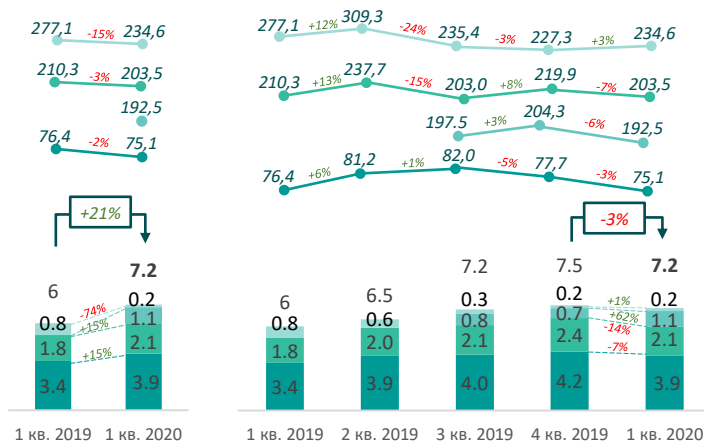 277,1 -15% 234,6
210,3 -3% 203,5
192,5
76,4 -2% 75,1
+21%
7.2
6
0.8 -74% 0.2
1.1
1.8 +15% 2.1
3.4 +15% 3.9
1 кв. 2019 1 кв. 2020
277,1 +12% 309,3 -24% 235,4 -3% 227,3 +3% 234,6
210,3 +13% 237,7 -15% 203,0 +8% 219,9 -7% 203,5
197.5 +3% 204,3 -6% 192,5
76,4 +6% 81,2 +1% 82,0 -5% 77,7 -3% 75,1
-3%
6 6.5 7.2 7.5 7.2
0.8 0.6 0.3 0.2 +1% 0.2
0.8 0.7 +62% 1.1
1.8 2.0 2.1 2.4 -14% 2.1
3.4 3.9 4.0 4.2 -7% 3.9
1 кв. 2019 2 кв. 2019 3 кв. 2019 4 кв. 2019 1 кв. 2020